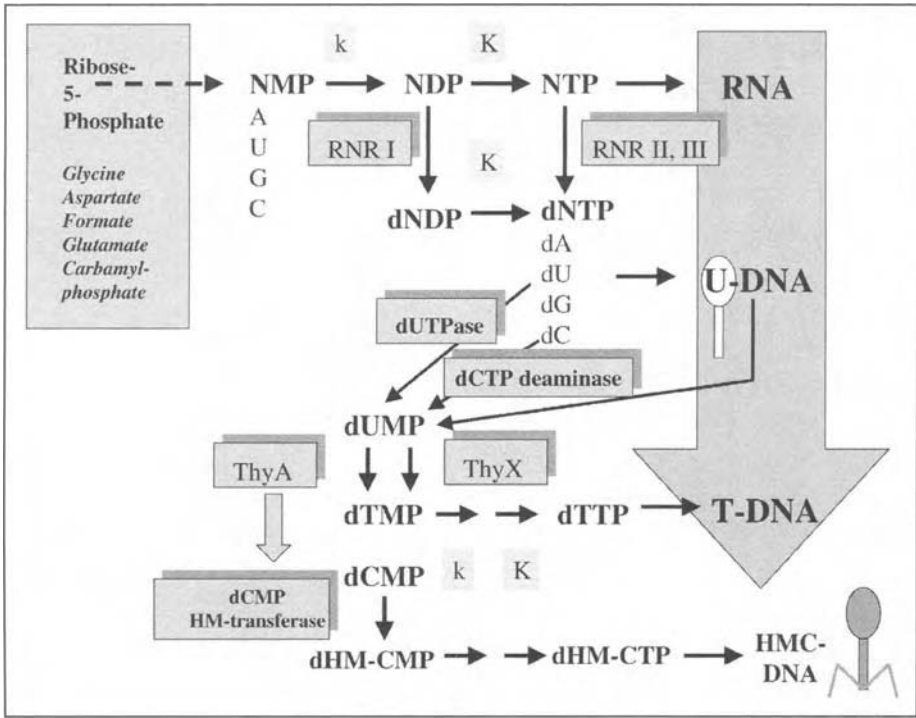 k K
Ribose-
5-
Phosphate
NMP NDP NTP RNA
A
U
G
C
RNR I
K
RNR II, III
Glycine
Aspartate
Formate
Glutamate
Carbamyl-
phosphate
dNDP dNTP
dA
dU
dG
dC
U-DNA
dUTPase
dCTP deaminase
dUMP
ThyA
ThyX
dTMP dTTP T-DNA
dCMP
k K
dCMP
HM-transferase
dHM-CMP dHM-CTP
HMC-
DNA